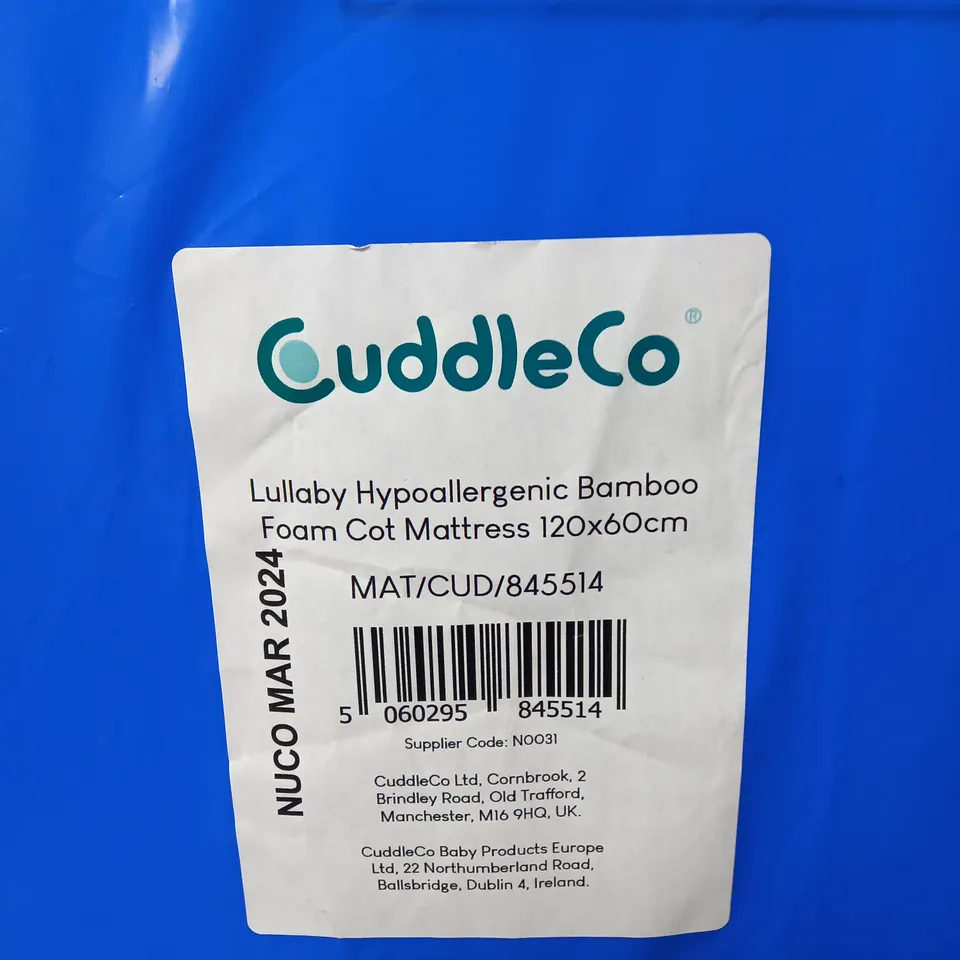 CuddleCo®
Lullaby Hypoallergenic Bamboo
Foam Cot Mattress 120x60cm
MAT/CUD/845514
NUCO MAR 2024
5 060295 845514
Supplier Code: N0031
CuddleCo Ltd, Cornbrook, 2
Brindley Road, Old Trafford,
Manchester, M16 9HQ, UK.
CuddleCo Baby Products Europe
Ltd, 22 Northumberland Road,
Ballsbridge, Dublin 4, Ireland.